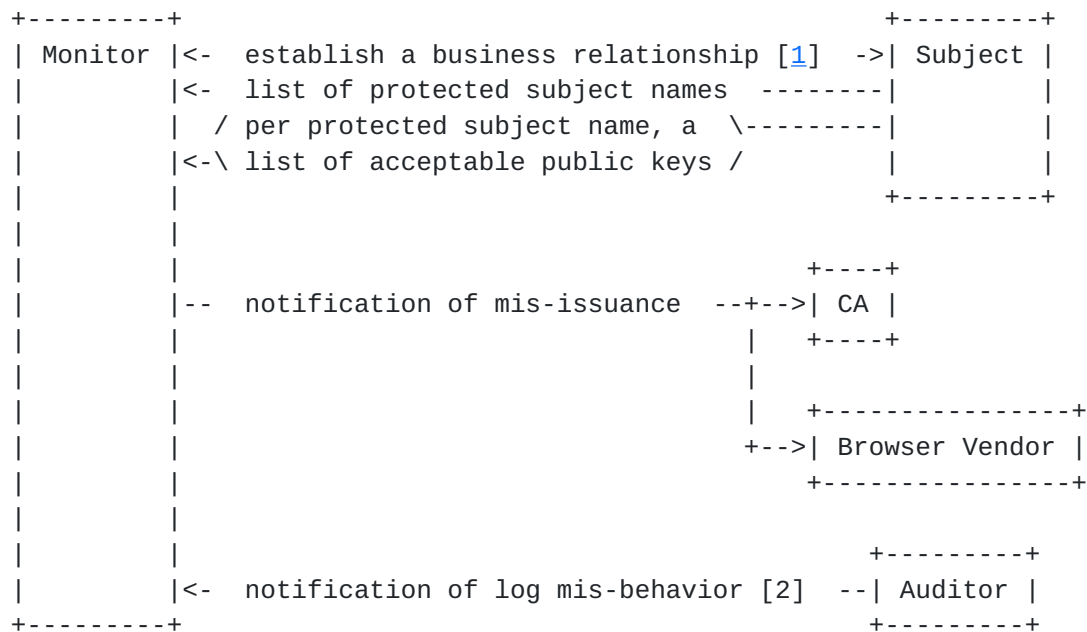 +---------+                                             +---------+
| Monitor |<-  establish a business relationship [1]  ->| Subject |
|         |<-  list of protected subject names  --------|         |
|         |  / per protected subject name, a  \---------|         |
|         |<-\ list of acceptable public keys /         |         |
|         |                                             +---------+
|         |
|         |                                        +----+
|         |--  notification of mis-issuance  --+-->| CA |
|         |                                    |   +----+
|         |                                    |
|         |                                    |   +----------------+
|         |                                    +-->| Browser Vendor |
|         |                                        +----------------+
|         |
|         |                                            +---------+
|         |<-  notification of log mis-behavior [2]  --| Auditor |
+---------+                                            +---------+